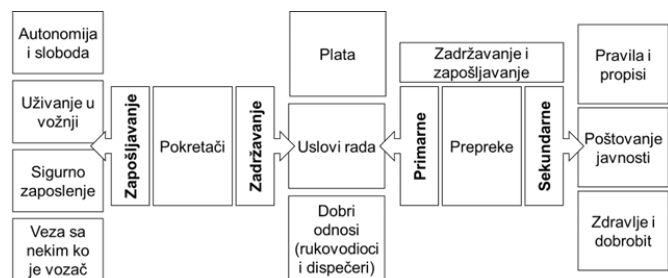 Autonomija
i sloboda
Uživanje u
vožnji
Sigurno
zaposlenje
Veza sa
nekim ko
je vozač
Zapošljavanje
Pokretači
Zadržavanje
Plata
Uslovi rada
Dobri
odnosi
(rukovodioci
i dispečeri)
Zadržavanje i
zapošljavanje
Primarne
Prepreke
Sekundarne
Pravila i
propisi
Poštovanje
javnosti
Zdravlje i
dobrobit